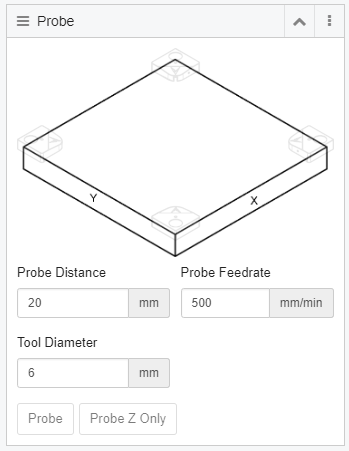 Probe
Y
X
Probe Distance
Probe Feedrate
20 mm
500 mm/min
Tool Diameter
6 mm
Probe
Probe Z Only